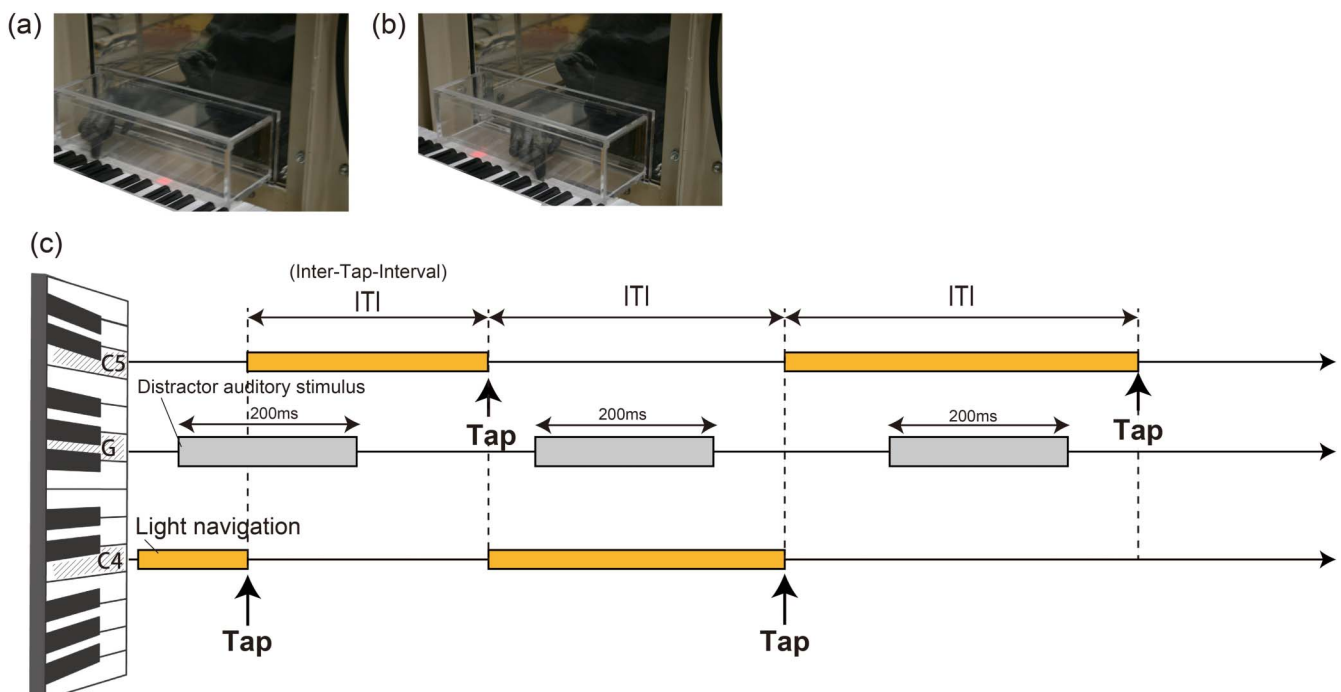 (a)
(b)
(c)
(Inter-Tap-Interval)
ITI
ITI
ITI
C5
Distractor auditory stimulus
200ms
200ms
200ms
Tap
Tap
G
Light navigation
C4
Tap
Tap